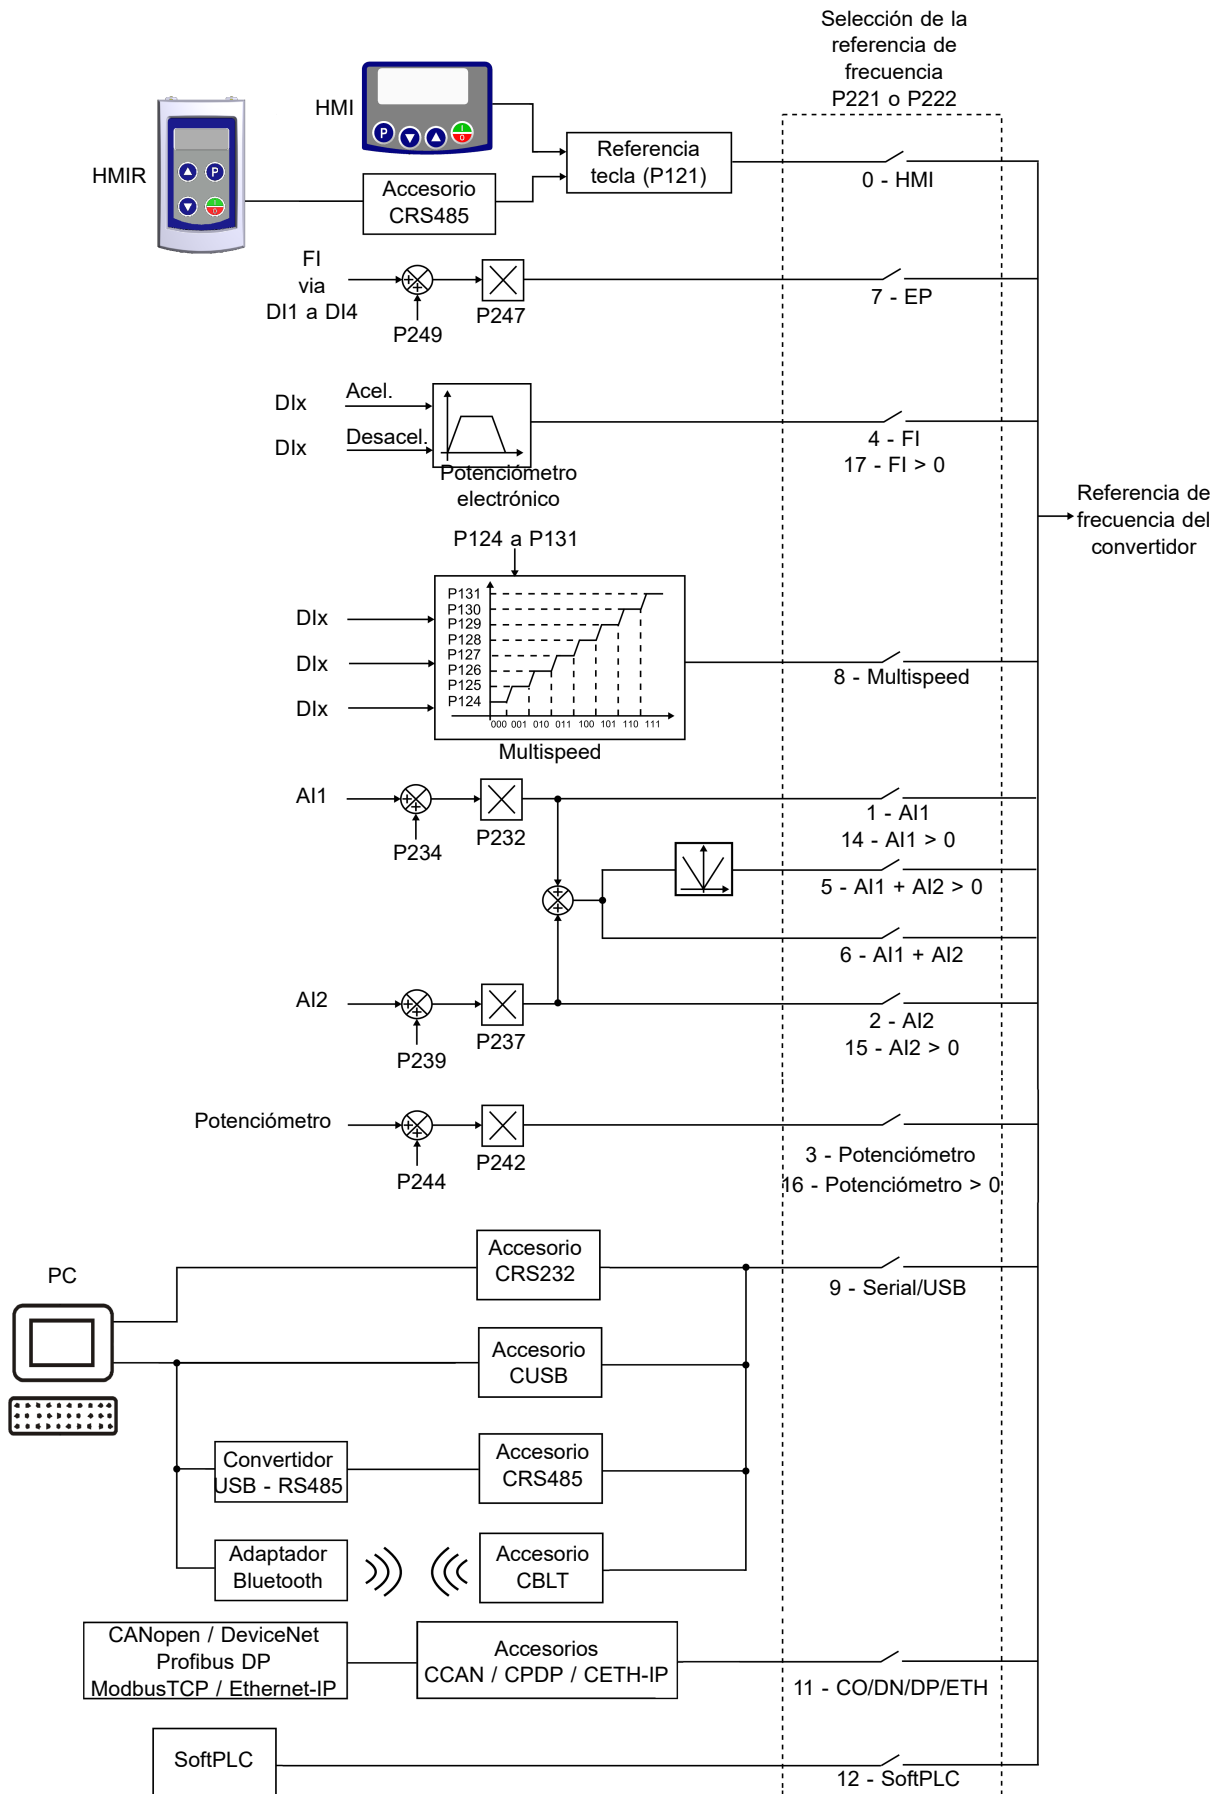 Selección de la
referencia de
frecuencia
P221 o P222
HMI
P
I
0
HMIR
P
I
0
Accesorio
CRS485
Referencia
tecla (P121)
0 - HMI
FI
via
DI1 a DI4
P249
P247
7 - EP
DIx
Acel.
DIx
Desacel.
Potenciómetro
electrónico
4 - FI
17 - FI > 0
Referencia de
frecuencia del
convertidor
P124 a P131
DIx
DIx
DIx
P131
P130
P129
P128
P127
P126
P125
P124
000 001 010 011 100 101 110 111
Multispeed
8 - Multispeed
AI1
P234
P232
1 - AI1
14 - AI1 > 0
5 - AI1 + AI2 > 0
6 - AI1 + AI2
AI2
P239
P237
2 - AI2
15 - AI2 > 0
Potenciómetro
P244
P242
3 - Potenciómetro
16 - Potenciómetro > 0
PC
Accesorio
CRS232
9 - Serial/USB
Accesorio
CUSB
Convertidor
USB - RS485
Accesorio
CRS485
Adaptador
Bluetooth
Accesorio
CBLT
CANopen / DeviceNet
Profibus DP
ModbusTCP / Ethernet-IP
Accesorios
CCAN / CPDP / CETH-IP
11 - CO/DN/DP/ETH
SoftPLC
12 - SoftPLC